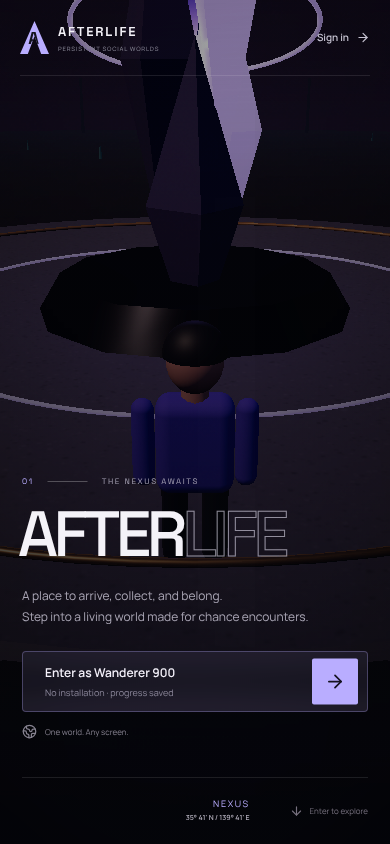 AFTERLIFE
PERSISTENT SOCIAL WORLDS
Sign in
01 THE NEXUS AWAITS
AFTERLIFE
A place to arrive, collect, and belong.
Step into a living world made for chance encounters.
Enter as Wanderer 900
No installation · progress saved
One world. Any screen.
NEXUS
35° 41′ N / 139° 41′ E
Enter to explore